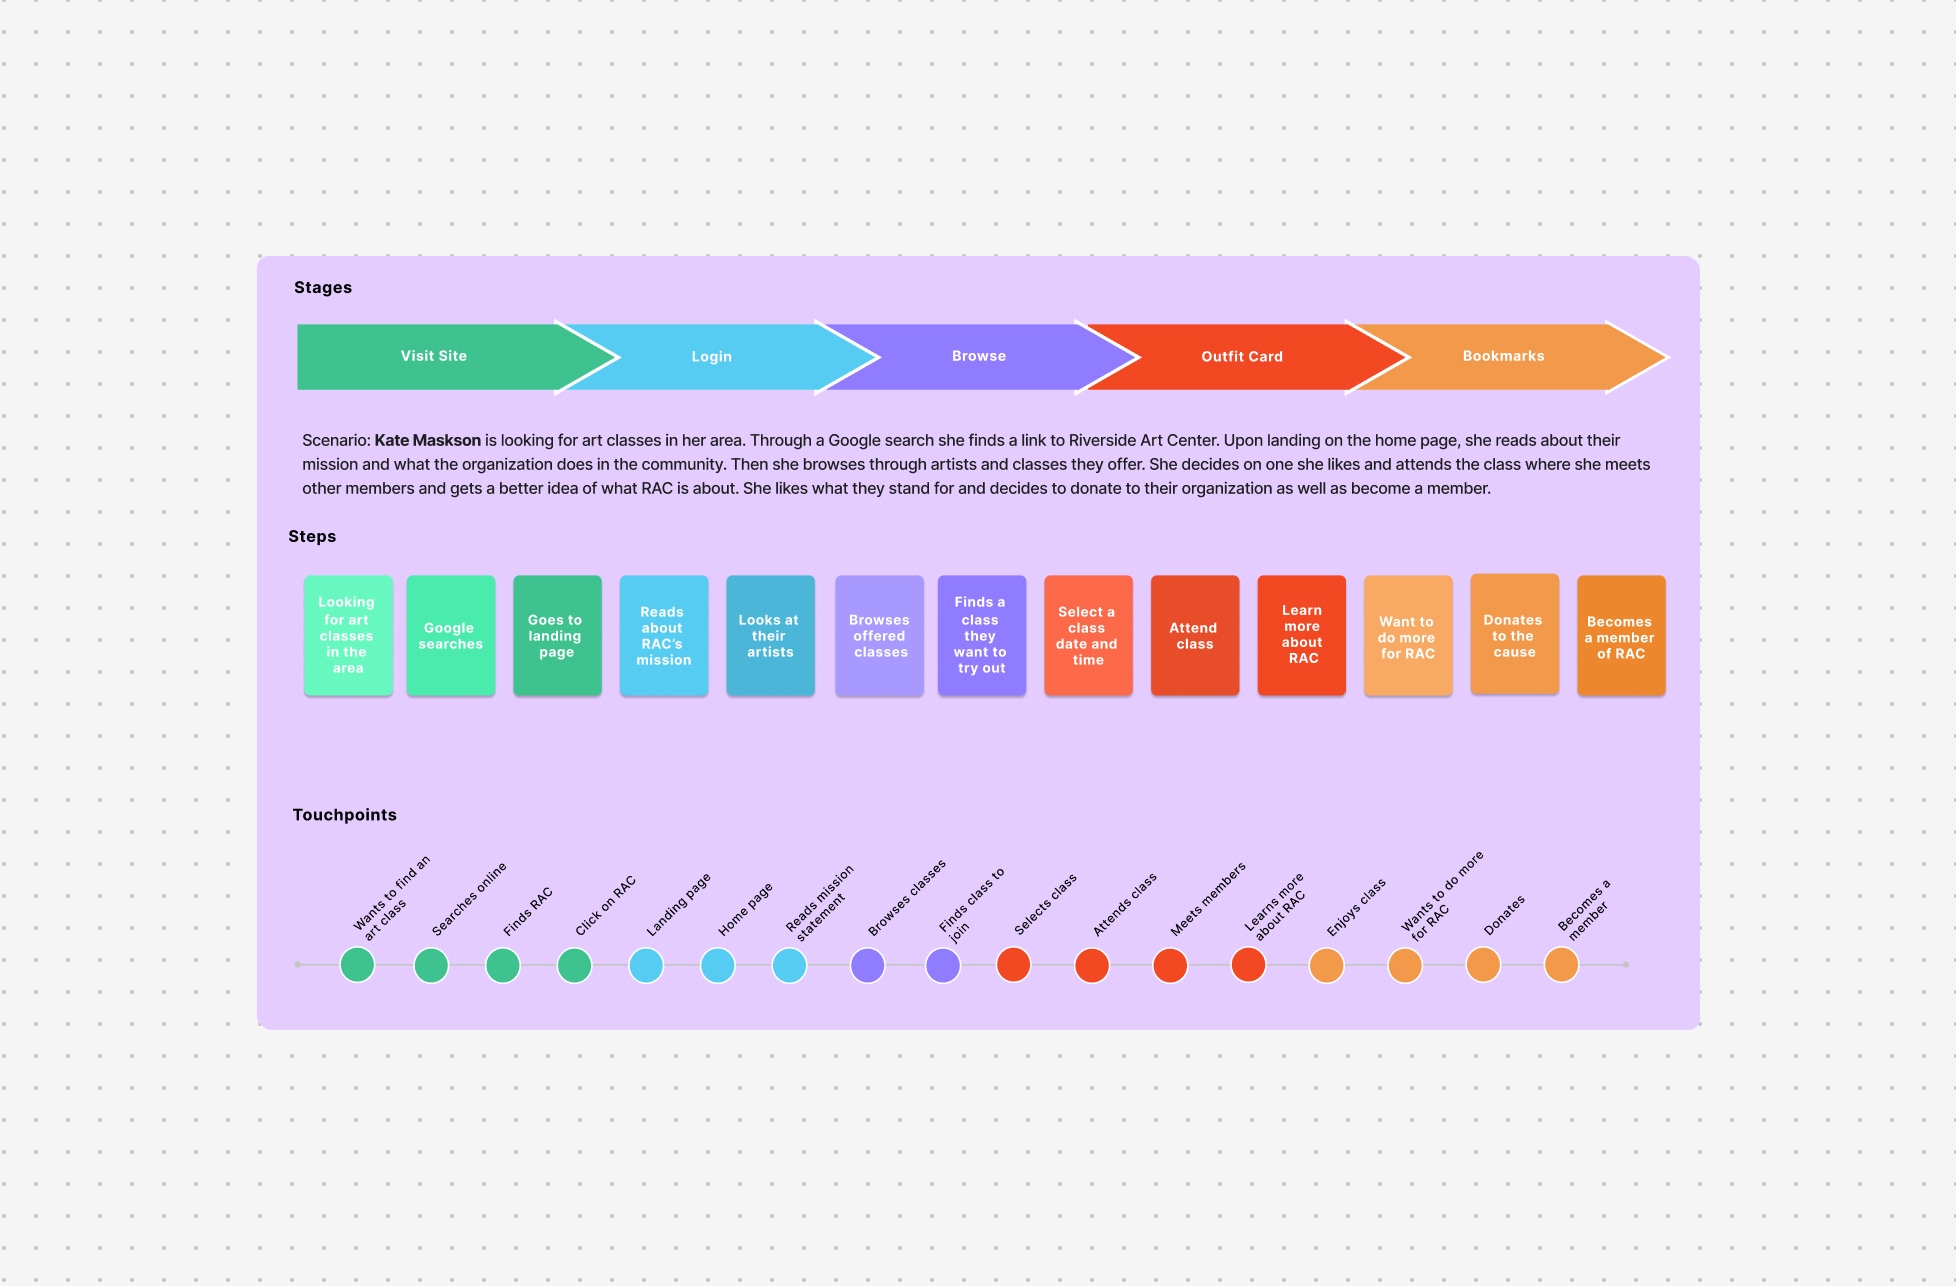 Stages
Visit Site
Login
Browse
Outfit Card
Bookmarks
Scenario: Kate Maskson is looking for art classes in her area. Through a Google search she finds a link to Riverside Art Center. Upon landing on the home page, she reads about their
mission and what the organization does in the community. Then she browses through artists and classes they offer. She decides on one she likes and attends the class where she meets
other members and gets a better idea of what RAC is about. She likes what they stand for and decides to donate to their organization as well as become a member.
Steps
Looking
for art
classes
in the
area
Google
searches
Goes to
landing
page
Reads
about
RAC's
mission
Looks at
their
artists
Browses
offered
classes
Finds a
class
they
want to
try out
Select a
class
date and
time
Attend
class
Learn
more
about
RAC
Want to
do more
for RAC
Donates
to the
cause
Becomes
a member
of RAC
Touchpoints
Wants to find an
art class
Searches online
Finds RAC
Click on RAC
Landing page
Home page
Reads mission
statement
Browses classes
Finds class to
join
Selects class
Attends class
Meets members
Learns more
about RAC
Enjoys class
Wants to do more
for RAC
Donates
Becomes a
member